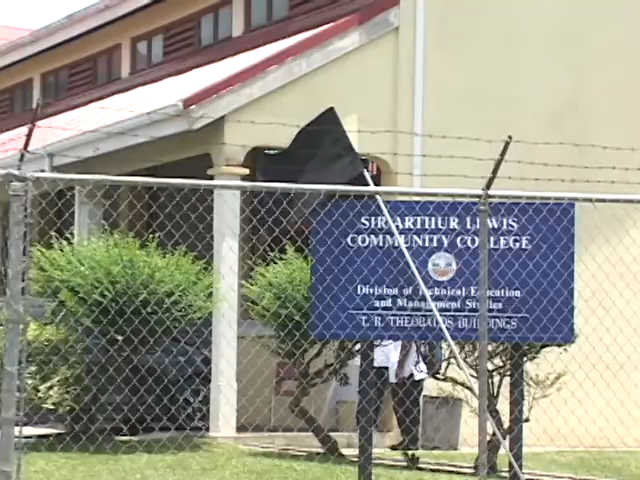 SIR ARTHUR LEWIS
COMMUNITY COLLEGE
Division of Technical Education
and Management Studies
T. R. THEOBALDS BUILDINGS